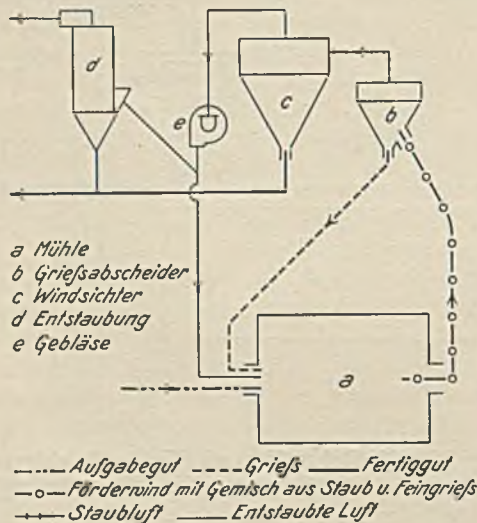 d
c
b
e
a Mühle
b Grießabscheider
c Windsichter
d Entstaubung
e Gebläse
a
Aufgabegut Grieß Fertiggut
Förderwind mit Gemisch aus Staub u. Feingrieß
Staubluft Entstaubte Luft